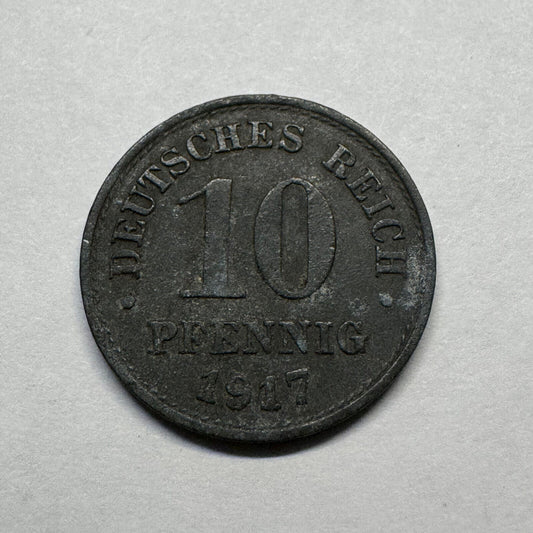 DEUTSCHES REICH
10
PFENNIG
1917